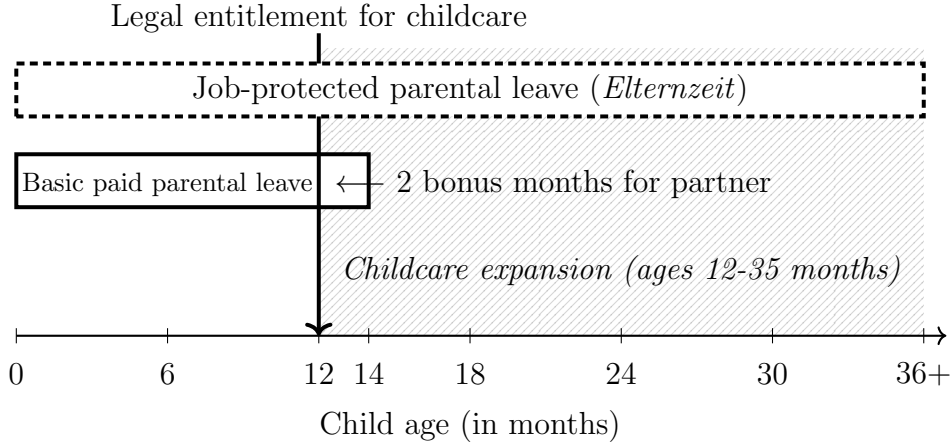 Legal entitlement for childcare
Job-protected parental leave (Elternzeit)
Basic paid parental leave
2 bonus months for partner
Childcare expansion (ages 12-35 months)
0 6 12 14 18 24 30 36+
Child age (in months)